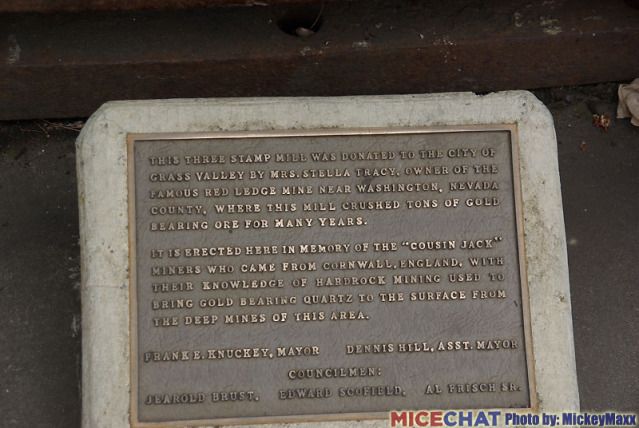 THIS THREE STAMP MILL WAS DONATED TO THE CITY OF
GRASS VALLEY BY MRS. STELLA TRACY, OWNER OF THE
FAMOUS RED LEDGE MINE NEAR WASHINGTON, NEVADA
COUNTY, WHERE THIS MILL CRUSHED TONS OF GOLD
BEARING ORE FOR MANY YEARS.
IT IS ERECTED HERE IN MEMORY OF THE "COUSIN JACK"
MINERS WHO CAME FROM CORNWALL, ENGLAND, WITH
THEIR KNOWLEDGE OF HARDROCK MINING USED TO
BRING GOLD BEARING QUARTZ TO THE SURFACE FROM
THE DEEP MINES OF THIS AREA.
FRANK E. KNUCKEY, MAYOR DENNIS HILL, ASST. MAYOR
COUNCILMEN:
JEAROLD BRUST, EDWARD SCOFIELD, AL FRISCH SR.
MICECHAT Photo by: MickeyMaxx